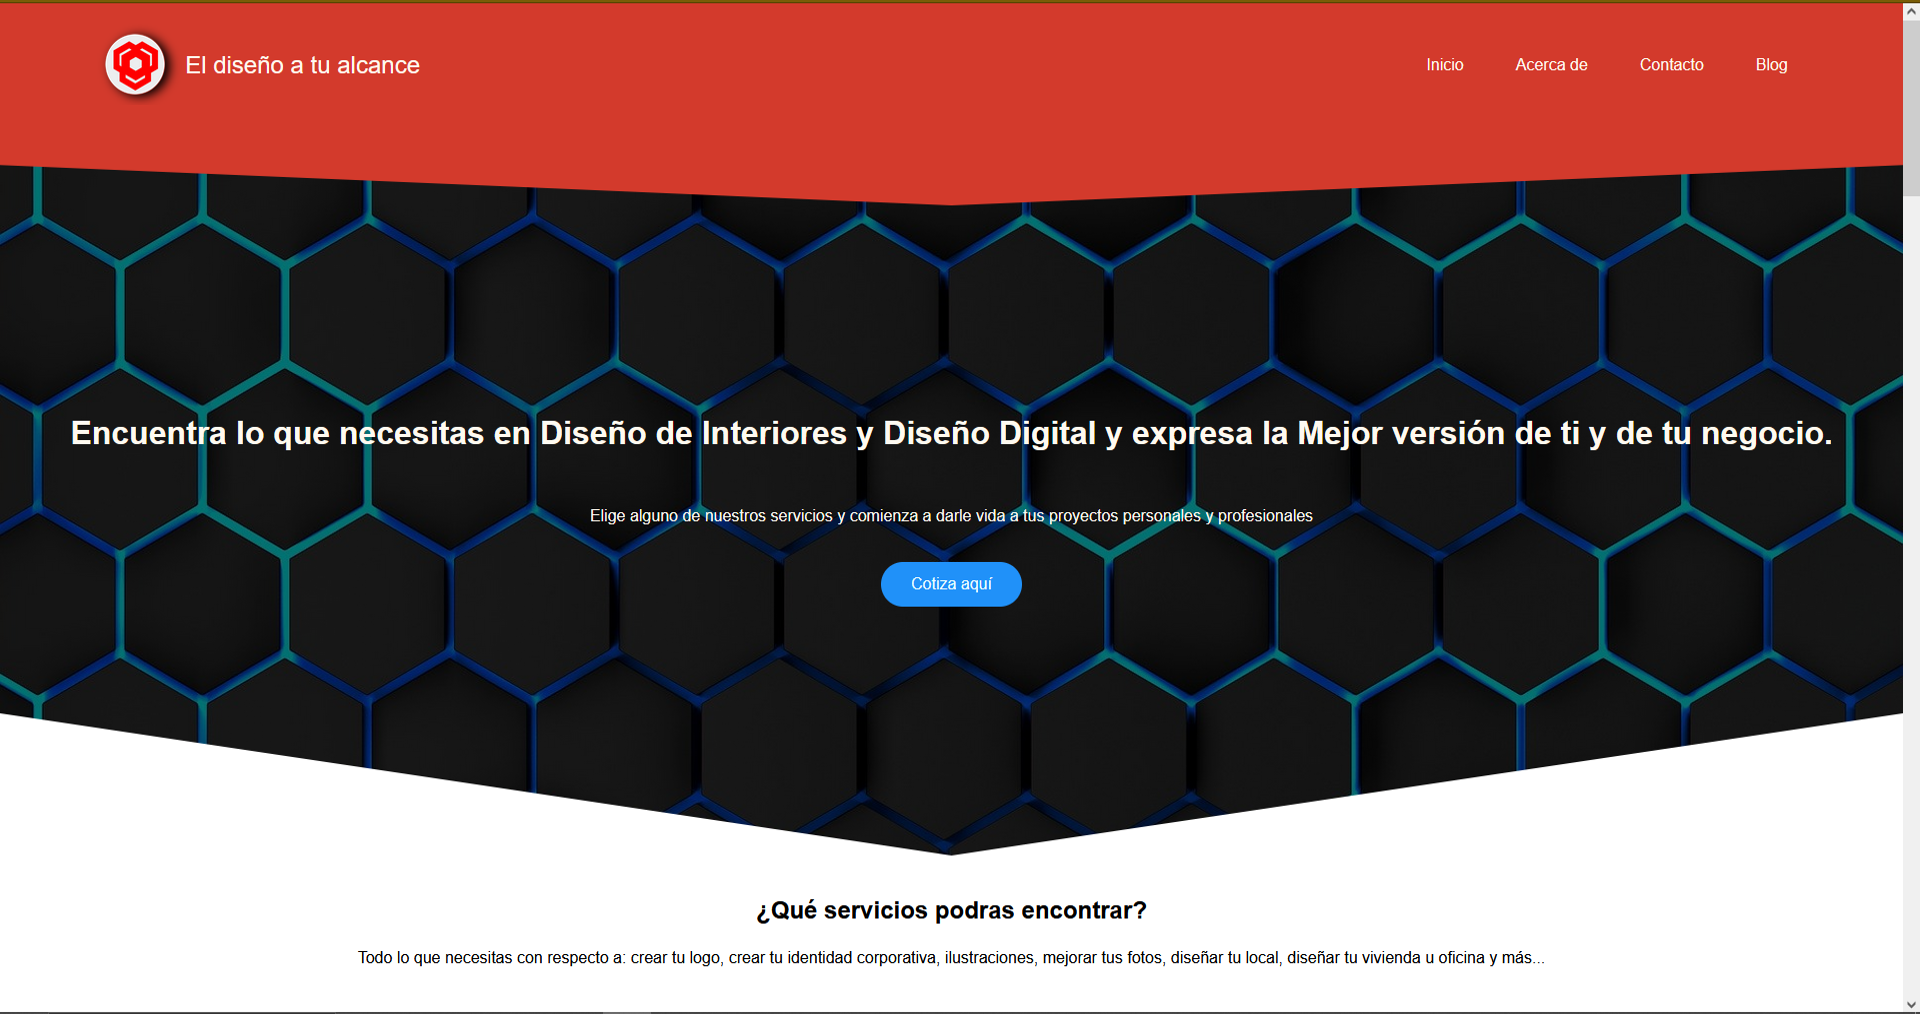 El diseño a tu alcance
Inicio
Acerca de
Contacto
Blog
Encuentra lo que necesitas en Diseño de Interiores y Diseño Digital y expresa la Mejor versión de ti y de tu negocio.
Elige alguno de nuestros servicios y comienza a darle vida a tus proyectos personales y profesionales
Cotiza aquí
¿Qué servicios podras encontrar?
Todo lo que necesitas con respecto a: crear tu logo, crear tu identidad corporativa, ilustraciones, mejorar tus fotos, diseñar tu local, diseñar tu vivienda u oficina y más...